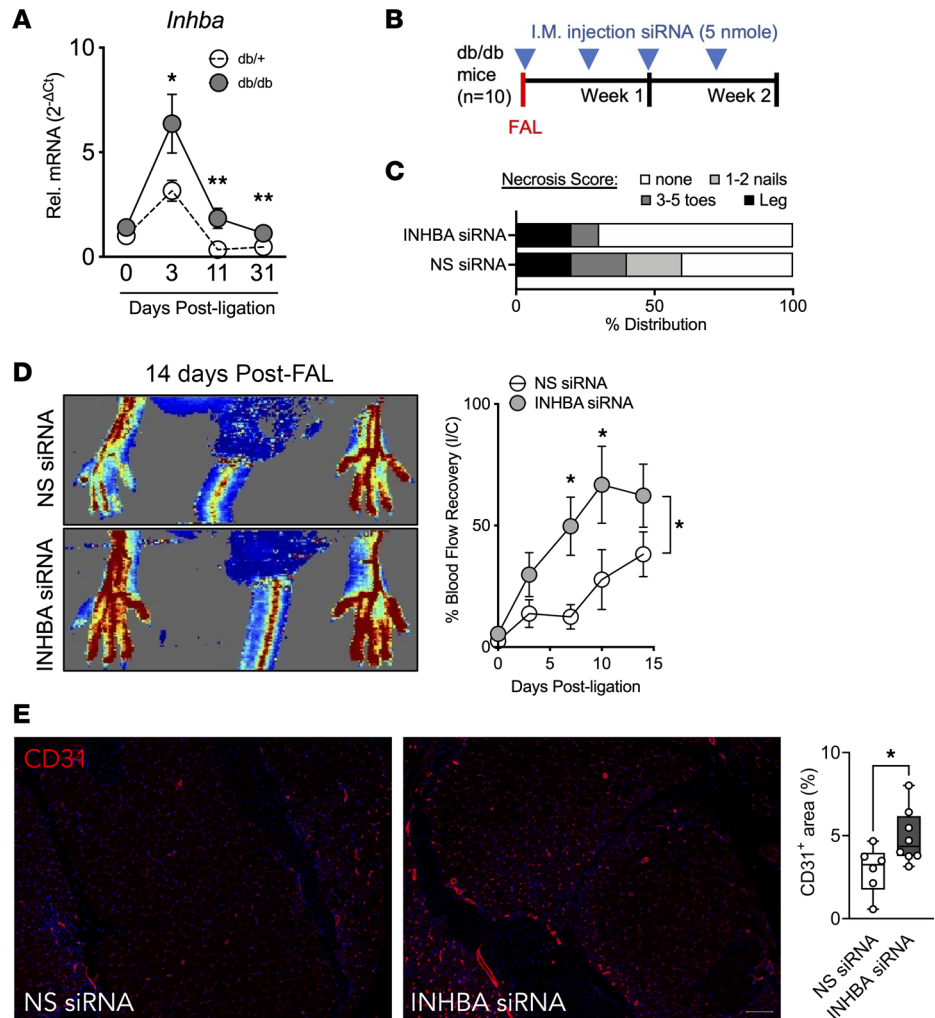 A
Inhba
Rel. mRNA (2-ΔCt)
10
5
0
db/+
db/db
*
**
**
0 3 11 31
Days Post-ligation
B
I.M. injection siRNA (5 nmole)
db/db
mice
(n=10)
Week 1
Week 2
FAL
C
Necrosis Score:
none
1-2 nails
3-5 toes
Leg
INHBA siRNA
NS siRNA
0 50 100
% Distribution
D
14 days Post-FAL
NS siRNA
INHBA siRNA
NS siRNA
INHBA siRNA
% Blood Flow Recovery (I/C)
100
50
0
*
*
*
0 5 10 15
Days Post-ligation
E
CD31
NS siRNA
INHBA siRNA
CD31+ area (%)
10
5
0
*
NS siRNA
INHBA siRNA